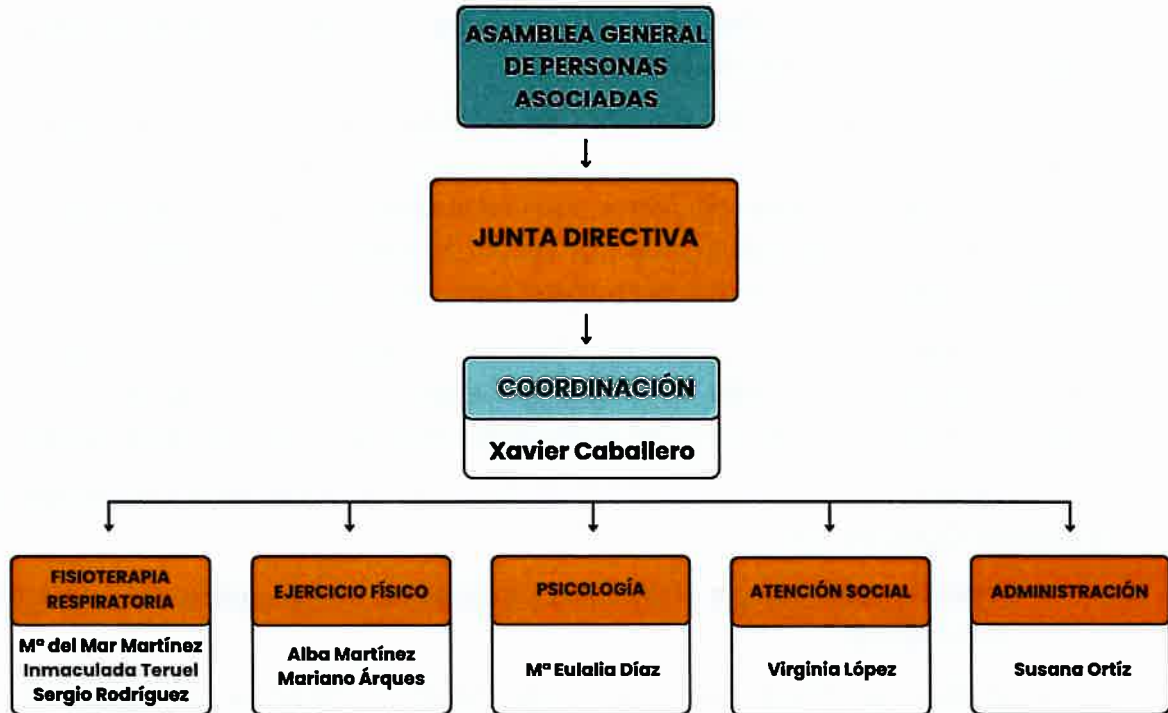 ASAMBLEA GENERAL
DE PERSONAS
ASOCIADAS
JUNTA DIRECTIVA
COORDINACIÓN
Xavier Caballero
FISIOTERAPIA
RESPIRATORIA
Mª del Mar Martínez
Inmaculada Teruel
Sergio Rodríguez
EJERCICIO FÍSICO
Alba Martínez
Mariano Árques
PSICOLOGÍA
Mª Eulalia Díaz
ATENCIÓN SOCIAL
Virginia López
ADMINISTRACIÓN
Susana Ortíz